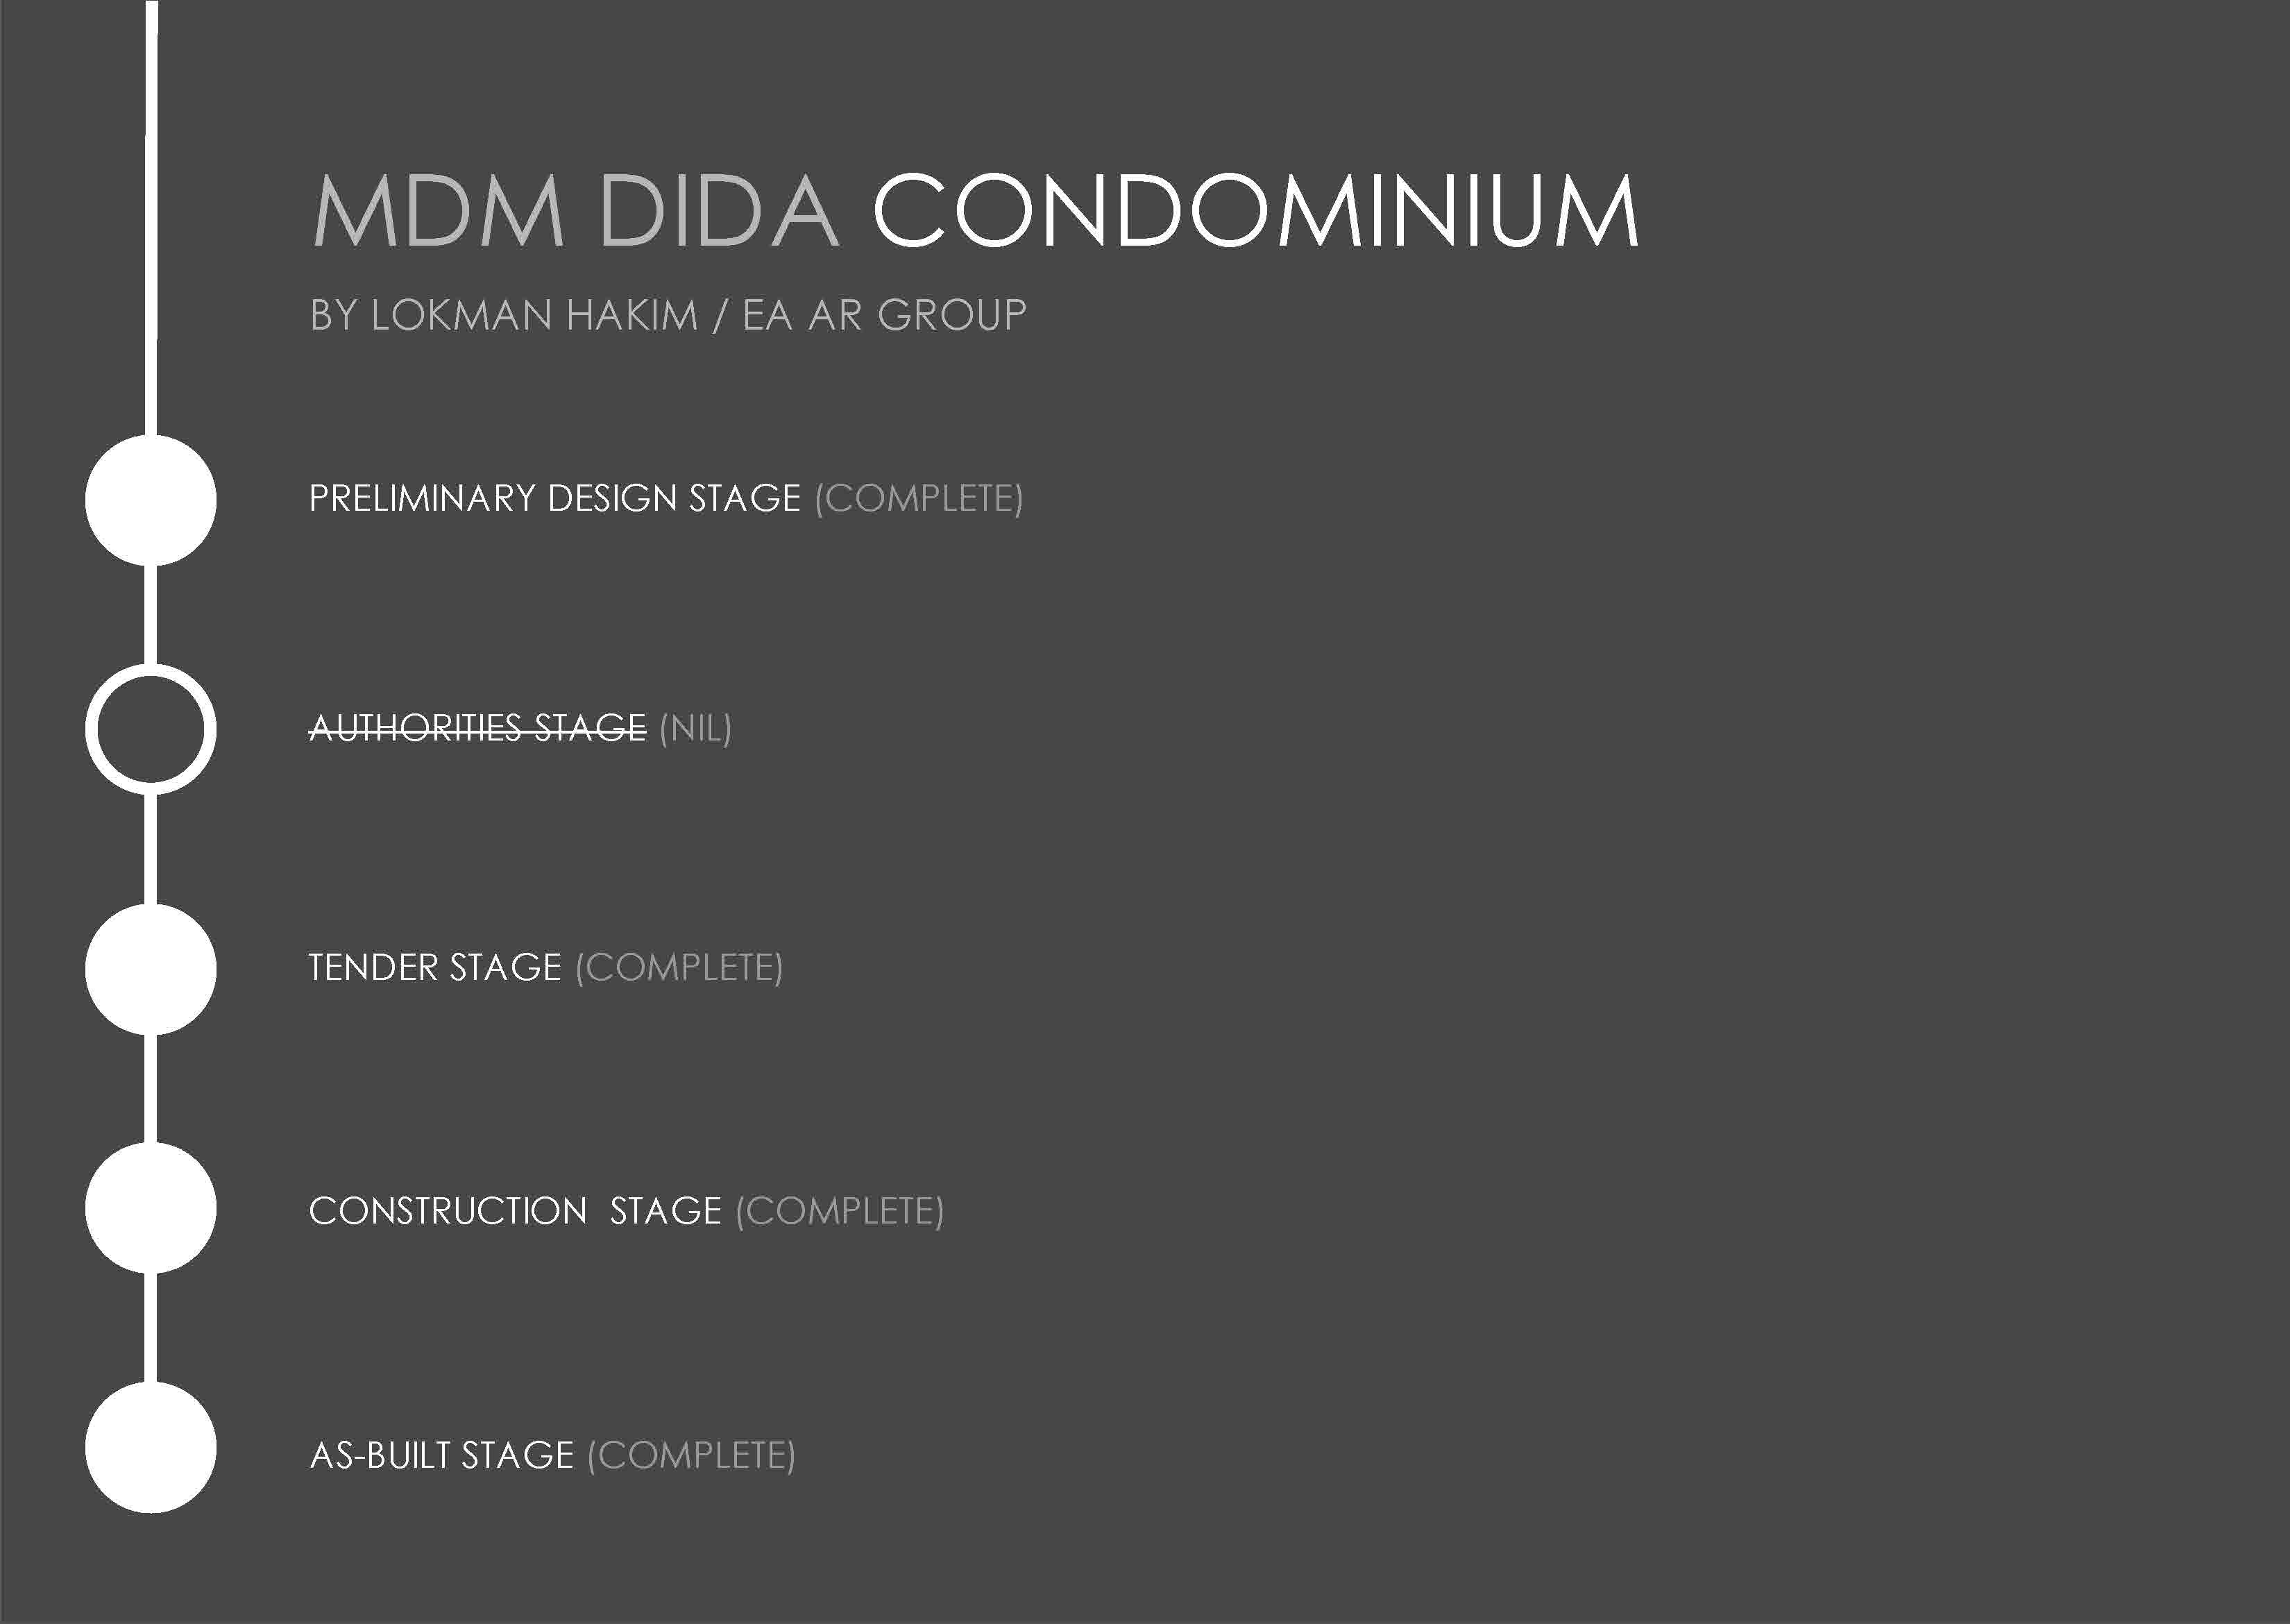 MDM DIDA CONDOMINIUM
BY LOKMAN HAKIM / EA AR GROUP
PRELIMINARY DESIGN STAGE (COMPLETE)
AUTHORITIES STAGE (NIL)
TENDER STAGE (COMPLETE)
CONSTRUCTION STAGE (COMPLETE)
AS-BUILT STAGE (COMPLETE)